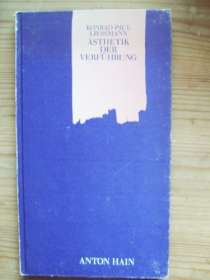 KONRAD PAUL
LIESSMANN
ÄSTHETIK
DER
VERFÜHRUNG
ANTON HAIN